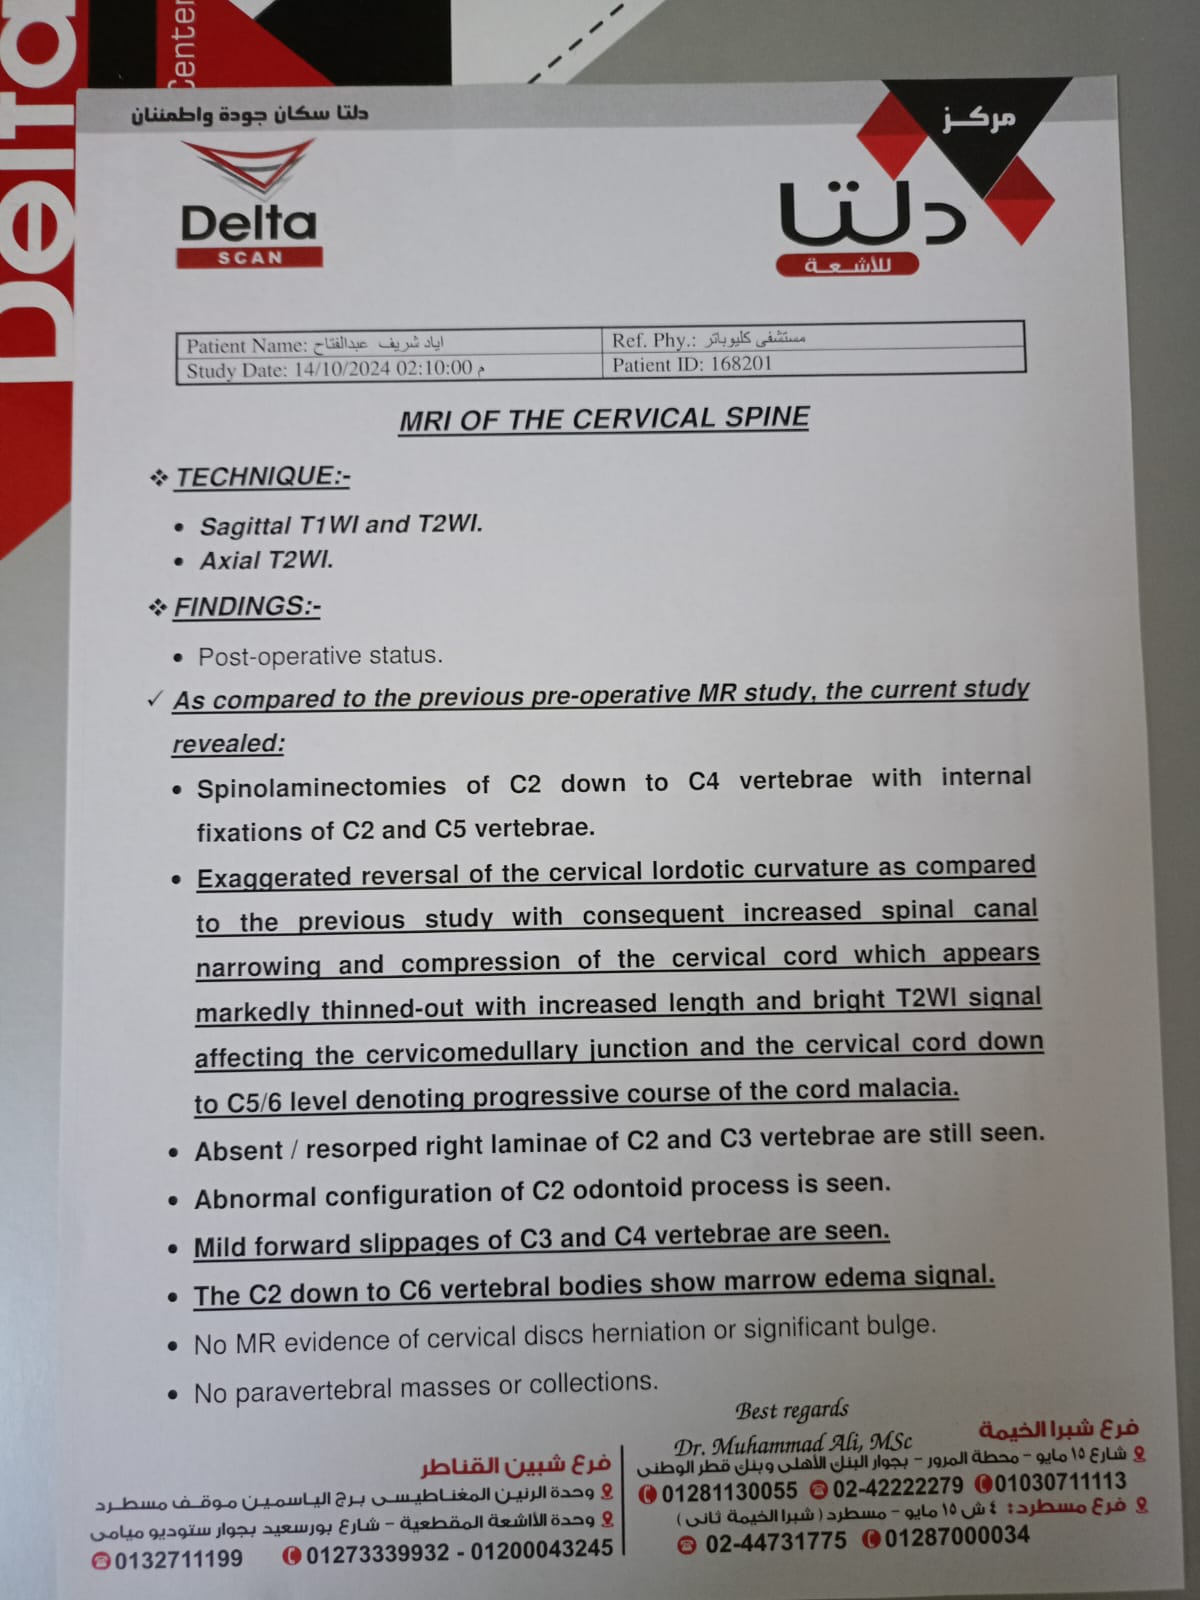 Delta
center
دلتا سكان جودة واطمئنان
مركز
Delta
SCAN
دلتا
للأشعة
Patient Name: اياد شريف عبدالفتاح
Ref. Phy.: مستشفى كليوباتر
Study Date: 14/10/2024 02:10:00 م
Patient ID: 168201
MRI OF THE CERVICAL SPINE
❖ TECHNIQUE:-
• Sagittal T1WI and T2WI.
• Axial T2WI.
❖ FINDINGS:-
• Post-operative status.
✓ As compared to the previous pre-operative MR study, the current study
revealed:
• Spinolaminectomies of C2 down to C4 vertebrae with internal
fixations of C2 and C5 vertebrae.
• Exaggerated reversal of the cervical lordotic curvature as compared
to the previous study with consequent increased spinal canal
narrowing and compression of the cervical cord which appears
markedly thinned-out with increased length and bright T2WI signal
affecting the cervicomedullary junction and the cervical cord down
to C5/6 level denoting progressive course of the cord malacia.
• Absent / resorped right laminae of C2 and C3 vertebrae are still seen.
• Abnormal configuration of C2 odontoid process is seen.
• Mild forward slippages of C3 and C4 vertebrae are seen.
• The C2 down to C6 vertebral bodies show marrow edema signal.
• No MR evidence of cervical discs herniation or significant bulge.
• No paravertebral masses or collections.
Best regards
Dr. Muhammad Ali, MSc
فرع شبرا الخيمة
شارع ١٥ مايو - محطة المرور - بجوار البنك الأهلى وبنك قطر الوطنى
01281130055 02-42222279 01030711113
فرع مسطرد: ٤ ش ١٥ مايو - مسطرد (شبرا الخيمة ثانى)
02-44731775 01287000034
فرع شبين القناطر
وحدة الرنين المغناطيسى برج الياسمين موقف مسطرد
وحدة الأشعة المقطعية - شارع بورسعيد بجوار ستوديو ميامى
0132711199 01273339932 - 01200043245